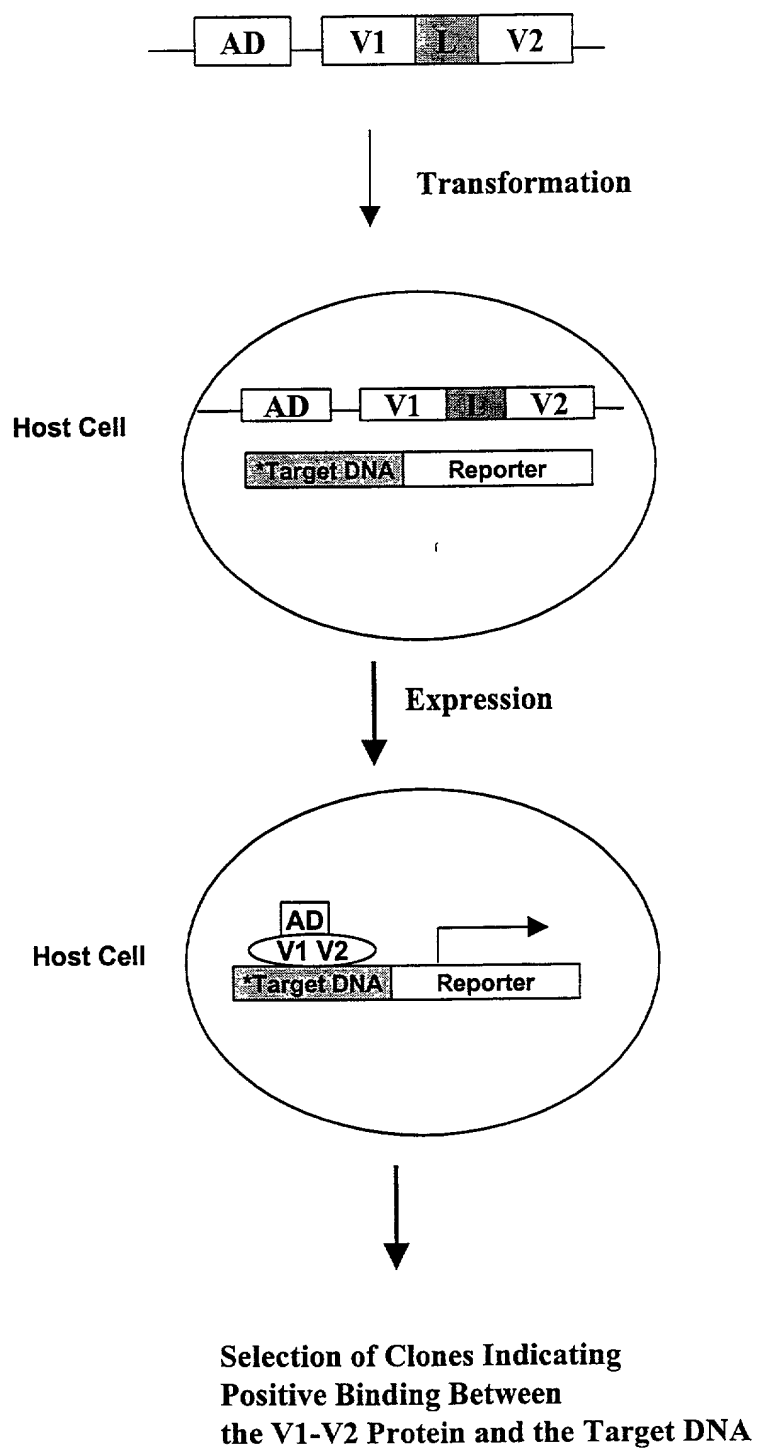 AD V1 L V2
Transformation
Host Cell
AD V1 L V2
*Target DNA Reporter
Expression
Host Cell
AD
V1 V2
*Target DNA Reporter
Selection of Clones Indicating
Positive Binding Between
the V1-V2 Protein and the Target DNA